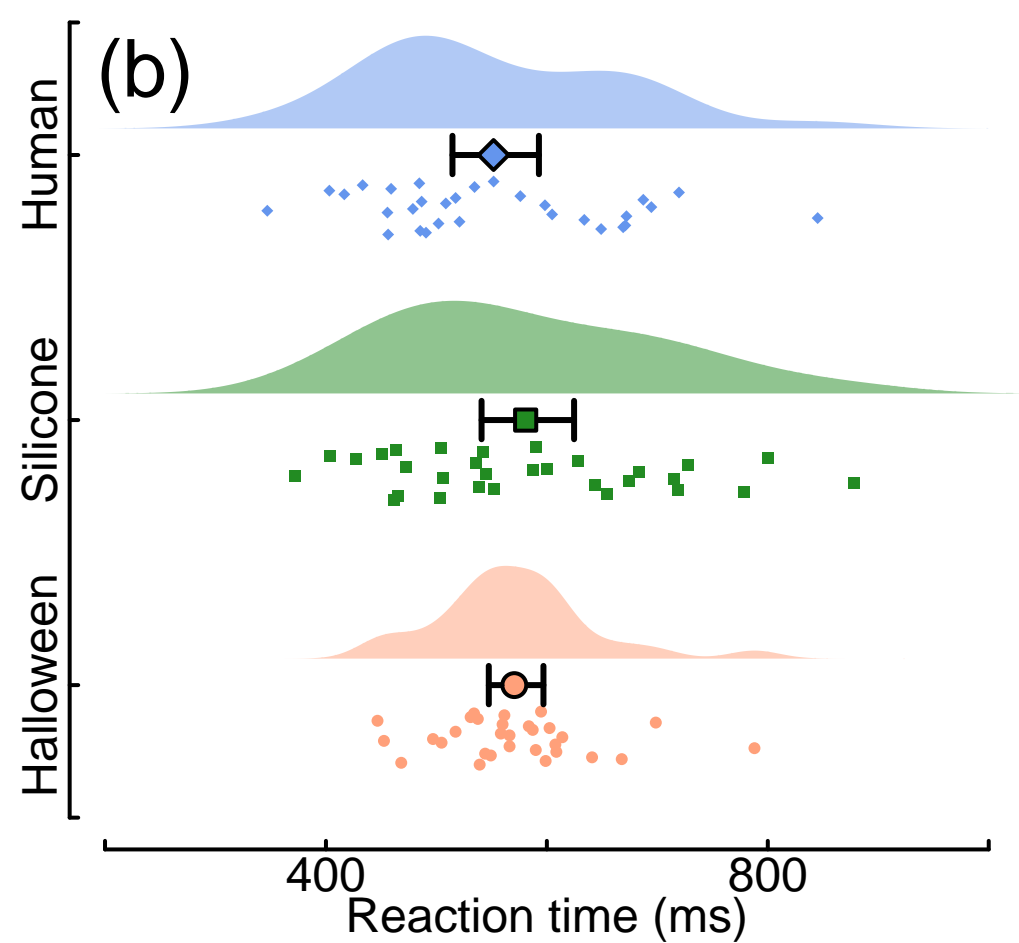 (b)
Human
Silicone
Halloween
400 800
Reaction time (ms)